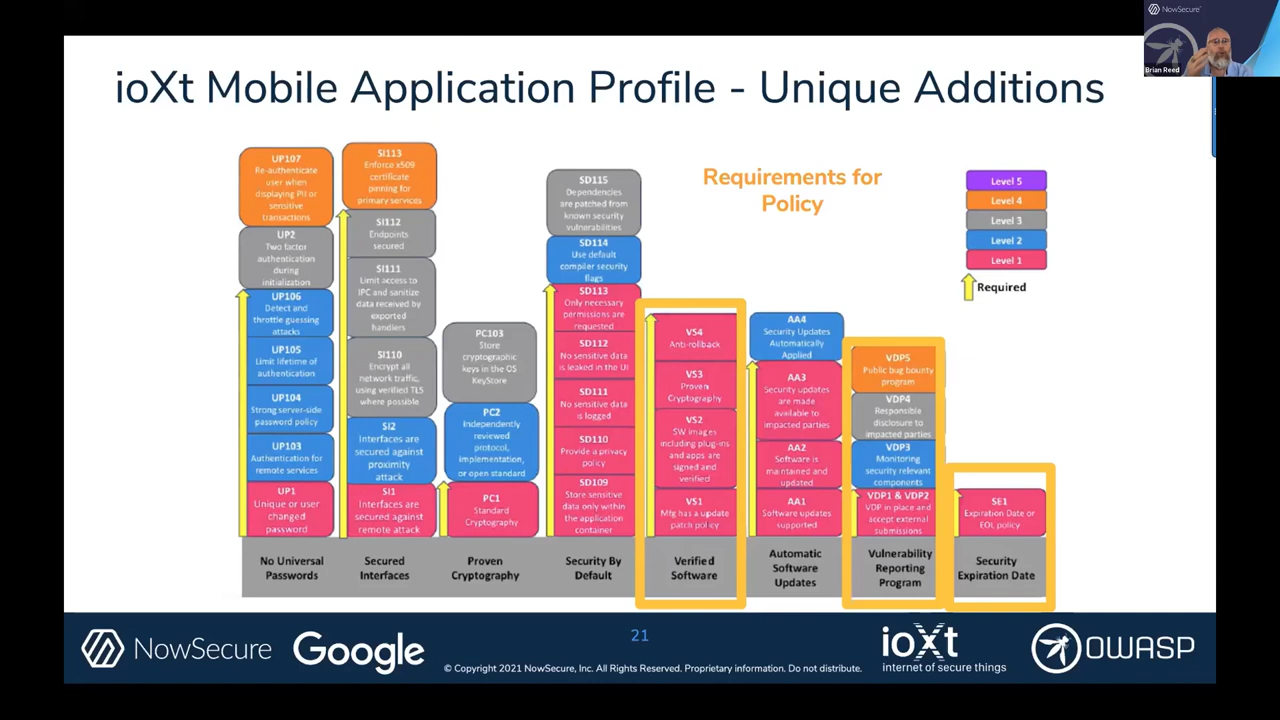 NowSecure
Brian Reed
ioXt Mobile Application Profile - Unique Additions
Requirements for
Policy
UP107
Re-authenticate
user when
displaying PII or
sensitive
transactions
UP2
Two factor
authentication
during
initialization
UP106
Detect and
throttle guessing
attacks
UP105
Limit lifetime of
authentication
UP104
Strong server-side
password policy
UP103
Authentication for
remote services
UP1
Unique or user
changed
password
No Universal
Passwords
SI113
Enforce x509
certificate
pinning for
primary services
SI112
Endpoints
secured
SI111
Limit access to
IPC and sanitize
data received by
exported
handlers
SI110
Encrypt all
network traffic,
using verified TLS
where possible
SI2
Interfaces are
secured against
proximity
attack
SI1
Interfaces are
secured against
remote attack
Secured
Interfaces
PC103
Store
cryptographic
keys in the OS
KeyStore
PC2
Independently
reviewed
protocol,
implementation,
or open standard
PC1
Standard
Cryptography
Proven
Cryptography
SD115
Dependencies
are patched from
known security
vulnerabilities
SD114
Use default
compiler security
flags
SD113
Only necessary
permissions are
requested
SD112
No sensitive data
is leaked in the UI
SD111
No sensitive data
is logged
SD110
Provide a privacy
policy
SD109
Store sensitive
data only within
the application
container
Security By
Default
VS4
Anti-rollback
VS3
Proven
Cryptography
VS2
SW images
including plug-ins
and apps are
signed and
verified
VS1
Mfg has a update
patch policy
Verified
Software
AA4
Security Updates
Automatically
Applied
AA3
Security updates
are made
available to
impacted parties
AA2
Software is
maintained and
updated
AA1
Software updates
supported
Automatic
Software
Updates
VDP5
Public bug bounty
program
VDP4
Responsible
disclosure to
impacted parties
VDP3
Monitoring
security relevant
components
VDP1 & VDP2
VDP in place and
accept external
submissions
Vulnerability
Reporting
Program
SE1
Expiration Date or
EOL policy
Security
Expiration Date
Level 5
Level 4
Level 3
Level 2
Level 1
Required
NowSecure
Google
21
© Copyright 2021 NowSecure, Inc. All Rights Reserved. Proprietary information. Do not distribute.
ioXt
internet of secure things
OWASP